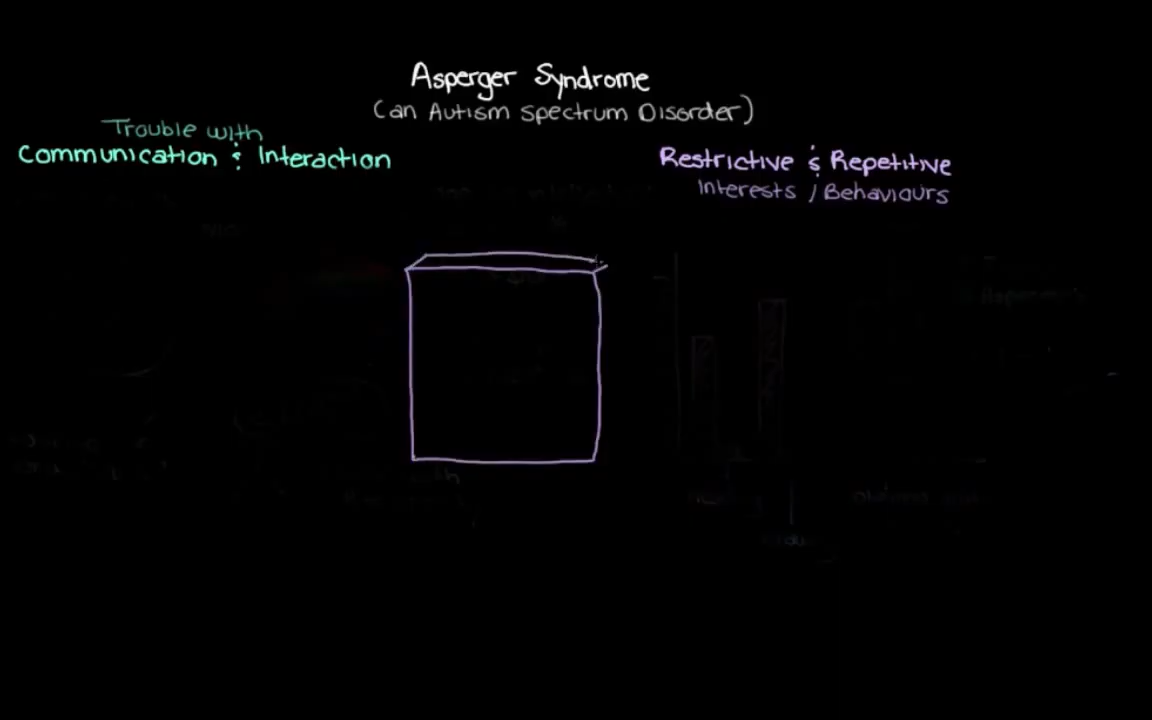 Asperger Syndrome
(an Autism Spectrum Disorder)
Trouble with
Communication & Interaction
Restrictive & Repetitive
Interests / Behaviours